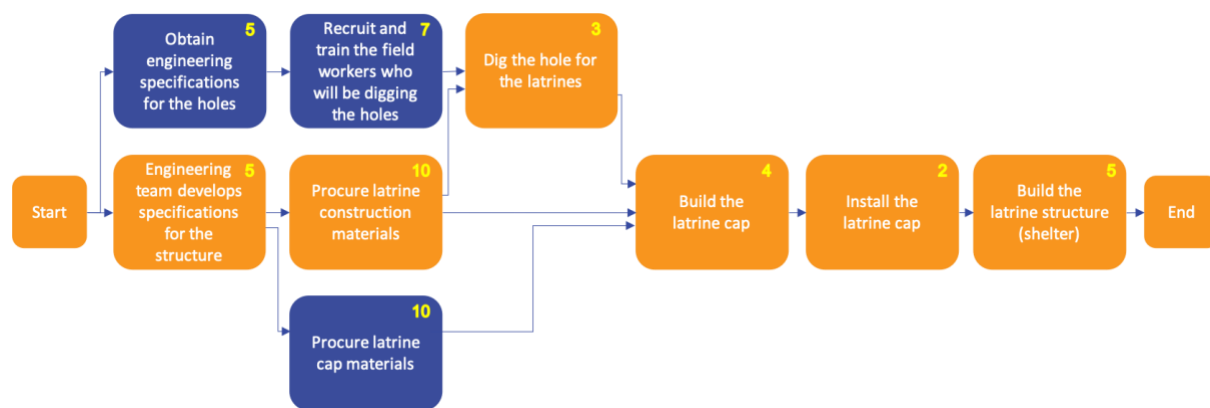 5
Obtain
engineering
specifications
for the holes
7
Recruit and
train the field
workers who
will be digging
the holes
3
Dig the hole for
the latrines
Start
5
Engineering
team develops
specifications
for the
structure
10
Procure latrine
construction
materials
4
Build the
latrine cap
2
Install the
latrine cap
5
Build the
latrine structure
(shelter)
End
10
Procure latrine
cap materials